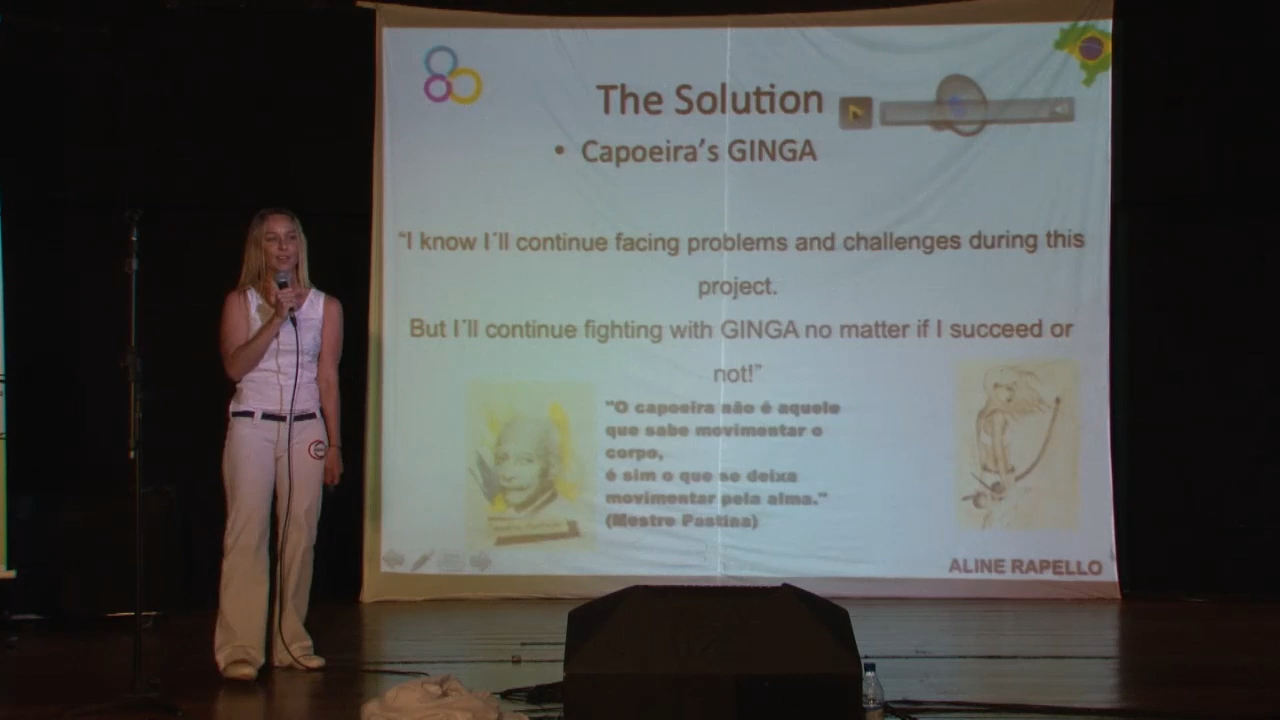 The Solution
• Capoeira's GINGA
“I know I´ll continue facing problems and challenges during this
project.
But I´ll continue fighting with GINGA no matter if I succeed or
not!”
"O capoeira não é aquele
que sabe movimentar o
corpo,
é sim o que se deixa
movimentar pela alma."
(Mestre Pastina)
ALINE RAPELLO